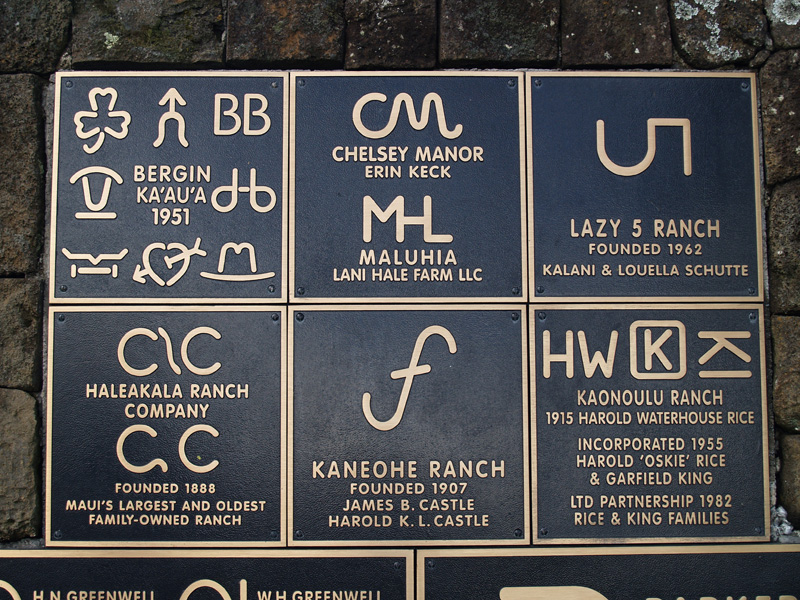 BB
BERGIN
KA'AU'A
1951
CM
CHELSEY MANOR
ERIN KECK
MHL
MALUHIA
LANI HALE FARM LLC
5
LAZY 5 RANCH
FOUNDED 1962
KALANI & LOUELLA SCHUTTE
C\C
HALEAKALA RANCH
COMPANY
C C
FOUNDED 1888
MAUI'S LARGEST AND OLDEST
FAMILY-OWNED RANCH
f
KANEOHE RANCH
FOUNDED 1907
JAMES B. CASTLE
HAROLD K. L. CASTLE
HW K K
KAONOULU RANCH
1915 HAROLD WATERHOUSE RICE
INCORPORATED 1955
HAROLD 'OSKIE' RICE
& GARFIELD KING
LTD PARTNERSHIP 1982
RICE & KING FAMILIES
H N GREENWELL
W H GREENWELL